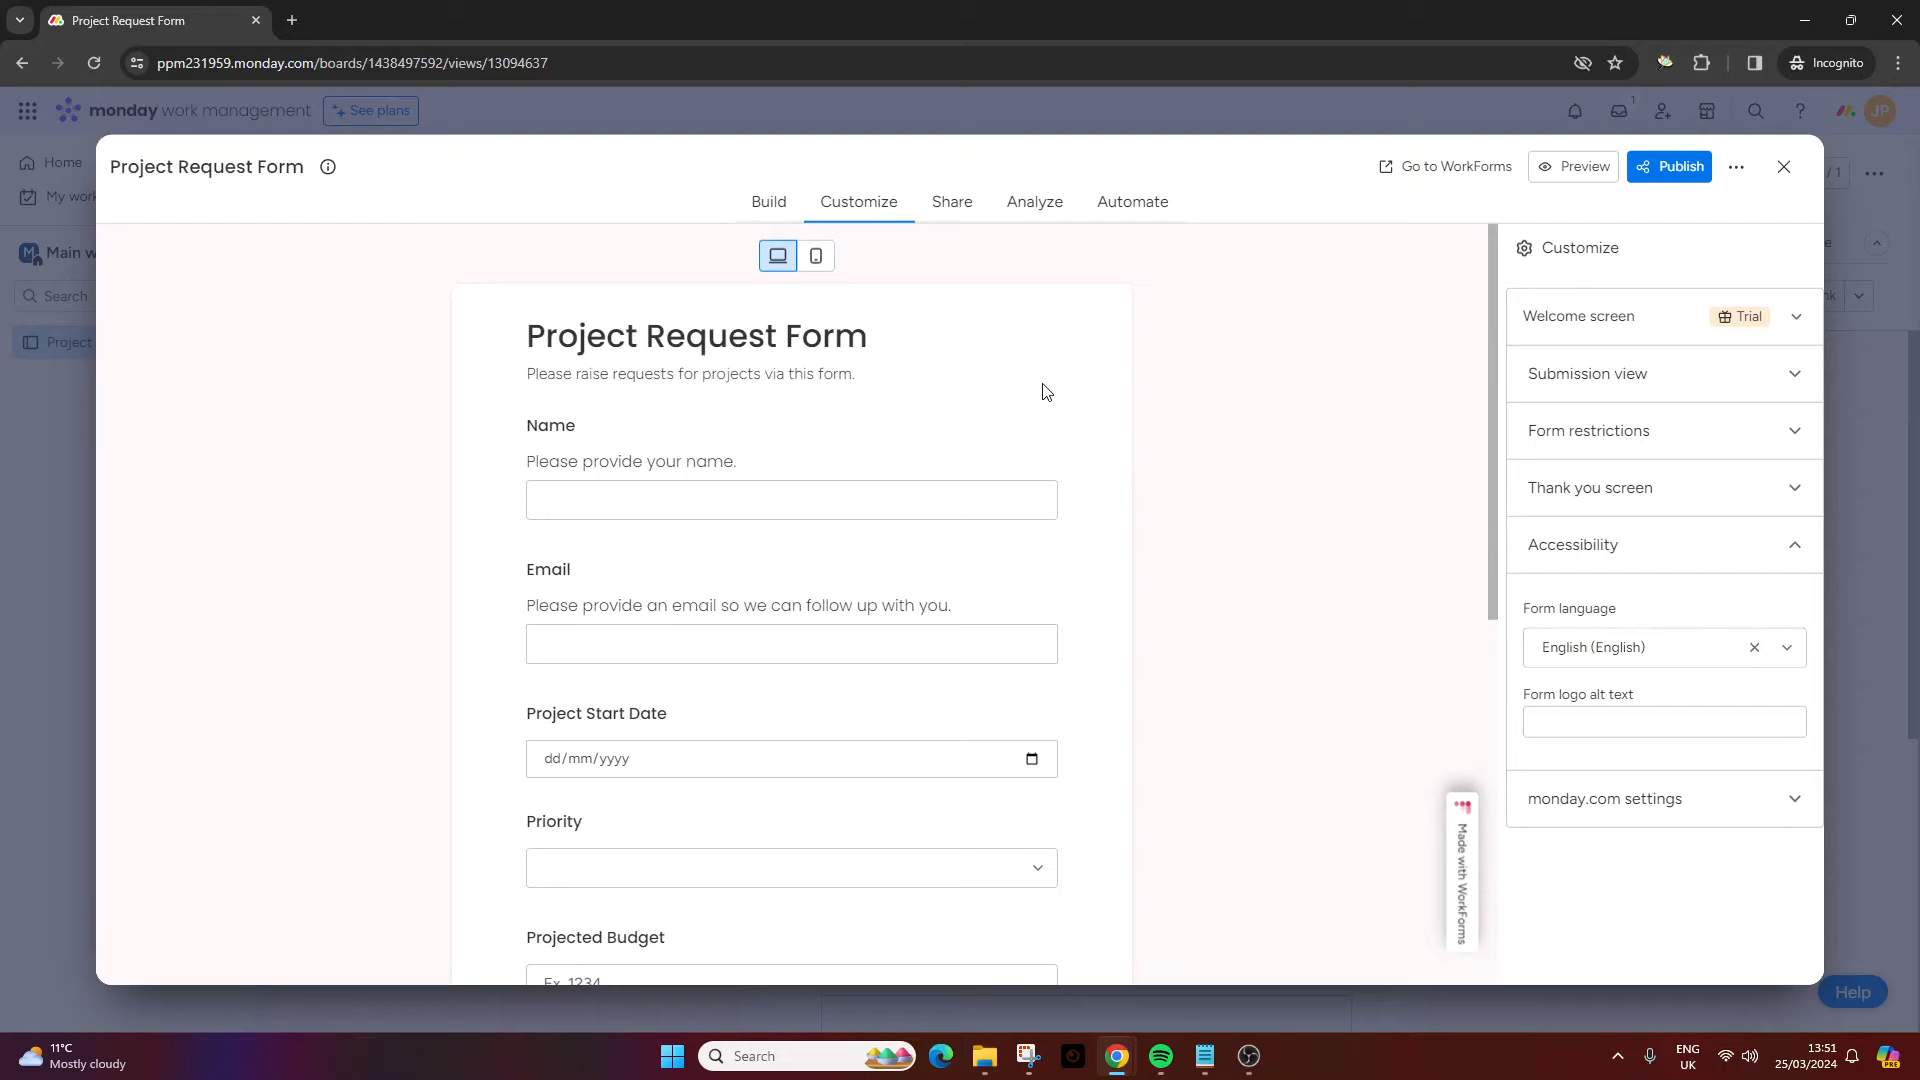 Project Request Form
ppm231959.monday.com/boards/1438497592/views/13094637
Incognito
monday work management
See plans
1
JP
Home
My work
Main w
Search
Project
/ 1
e
nk
Project Request Form
Go to WorkForms
Preview
Publish
Build
Customize
Share
Analyze
Automate
Project Request Form
Please raise requests for projects via this form.
Name
Please provide your name.
Email
Please provide an email so we can follow up with you.
Project Start Date
dd/mm/yyyy
Priority
Projected Budget
Ex. 1234
Made with WorkForms
Customize
Welcome screen
Trial
Submission view
Form restrictions
Thank you screen
Accessibility
Form language
English (English)
Form logo alt text
monday.com settings
Help
11°C
Mostly cloudy
Search
ENG
UK
13:51
25/03/2024
PRE